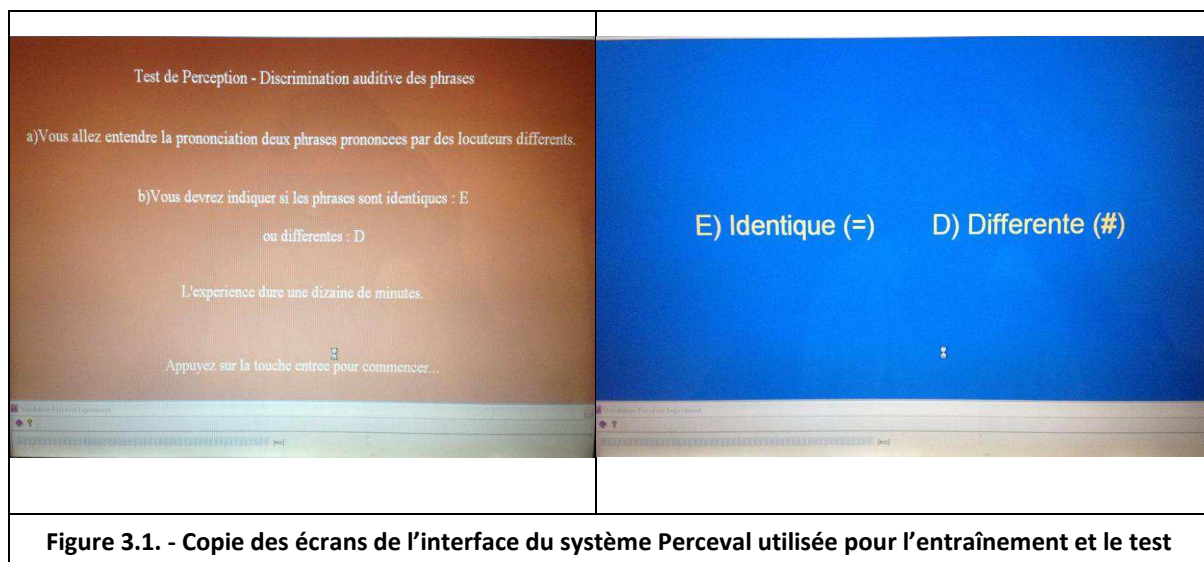 Test de Perception - Discrimination auditive des phrases
a)Vous allez entendre la prononciation deux phrases prononcees par des locuteurs differents.
b)Vous devrez indiquer si les phrases sont identiques : E
ou differentes : D
L'experience dure une dizaine de minutes.
Appuyez sur la touche entree pour commencer...
E) Identique (=) D) Differente (#)
Figure 3.1. - Copie des écrans de l’interface du système Perceval utilisée pour l’entraînement et le test